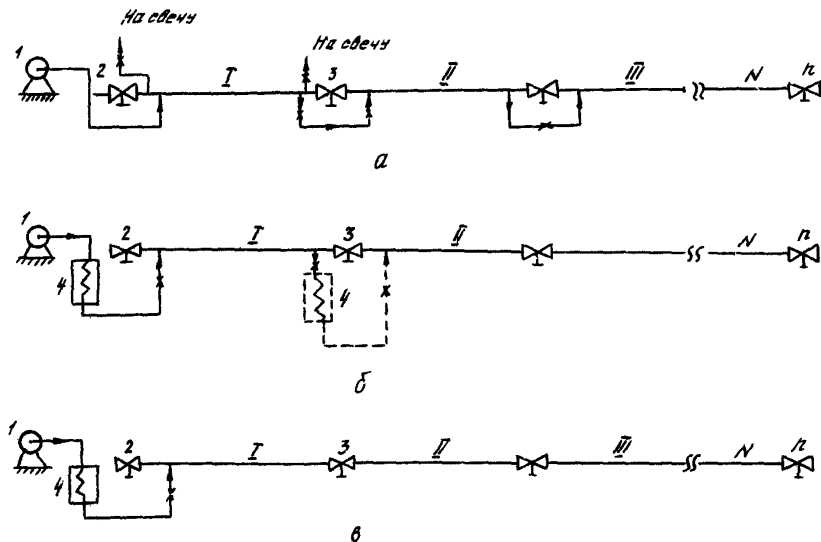 На свечу
На свечу
1 2 I 3 II III N n
а
1 2 I 3 II N n
4 4
б
1 2 I 3 II III N n
4
в